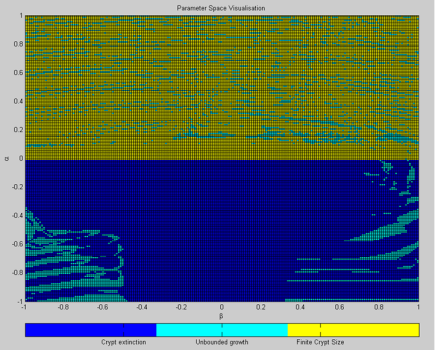 Parameter Space Visualisation
1
0.8
0.6
0.4
0.2
0
-0.2
-0.4
-0.6
-0.8
-1
α
-1 -0.8 -0.6 -0.4 -0.2 0 0.2 0.4 0.6 0.8 1
β
Crypt extinction Unbounded growth Finite Crypt Size